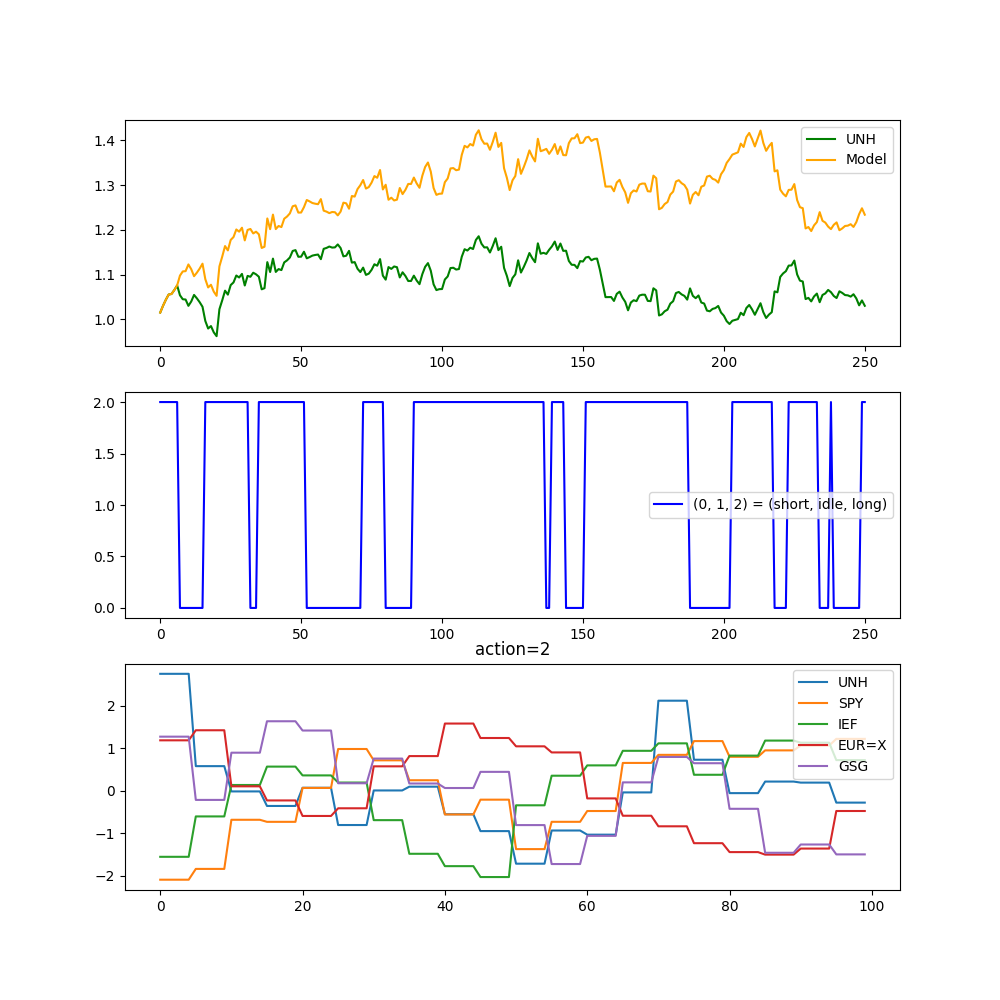 1.4
1.3
1.2
1.1
1.0
UNH
Model
0 50 100 150 200 250
2.0
1.5
1.0
0.5
0.0
(0, 1, 2) = (short, idle, long)
0 50 100 150 200 250
action=2
2
1
0
−1
−2
UNH
SPY
IEF
EUR=X
GSG
0 20 40 60 80 100